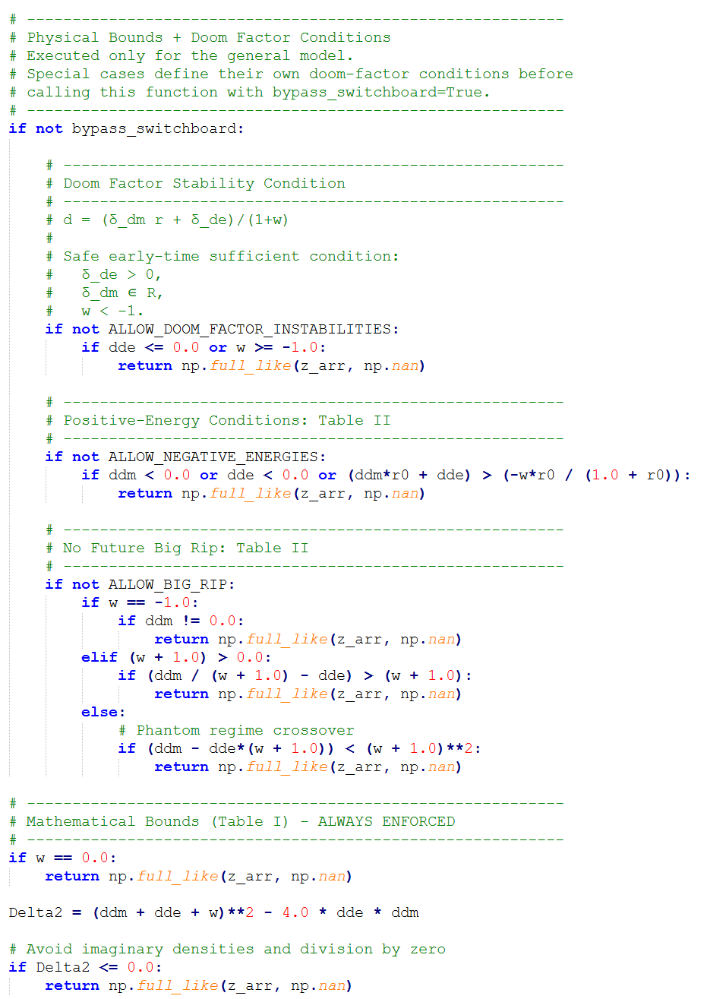 # -----------------------------------------------------------
# Physical Bounds + Doom Factor Conditions
# Executed only for the general model.
# Special cases define their own doom-factor conditions before
# calling this function with bypass_switchboard=True.
# -----------------------------------------------------------
if not bypass_switchboard:
    # -------------------------------------------------------
    # Doom Factor Stability Condition
    # -------------------------------------------------------
    # d = (δ_dm r + δ_de)/(1+w)
    #
    # Safe early-time sufficient condition:
    #   δ_de > 0,
    #   δ_dm ∈ R,
    #   w < -1.
    if not ALLOW_DOOM_FACTOR_INSTABILITIES:
        if dde <= 0.0 or w >= -1.0:
            return np.full_like(z_arr, np.nan)
    # -------------------------------------------------------
    # Positive-Energy Conditions: Table II
    # -------------------------------------------------------
    if not ALLOW_NEGATIVE_ENERGIES:
        if ddm < 0.0 or dde < 0.0 or (ddm*r0 + dde) > (-w*r0 / (1.0 + r0)):
            return np.full_like(z_arr, np.nan)
    # -------------------------------------------------------
    # No Future Big Rip: Table II
    # -------------------------------------------------------
    if not ALLOW_BIG_RIP:
        if w == -1.0:
            if ddm != 0.0:
                return np.full_like(z_arr, np.nan)
        elif (w + 1.0) > 0.0:
            if (ddm / (w + 1.0) - dde) > (w + 1.0):
                return np.full_like(z_arr, np.nan)
        else:
            # Phantom regime crossover
            if (ddm - dde*(w + 1.0)) < (w + 1.0)**2:
                return np.full_like(z_arr, np.nan)
# -----------------------------------------------------------
# Mathematical Bounds (Table I) - ALWAYS ENFORCED
# -----------------------------------------------------------
if w == 0.0:
    return np.full_like(z_arr, np.nan)
Delta2 = (ddm + dde + w)**2 - 4.0 * dde * ddm
# Avoid imaginary densities and division by zero
if Delta2 <= 0.0:
    return np.full_like(z_arr, np.nan)